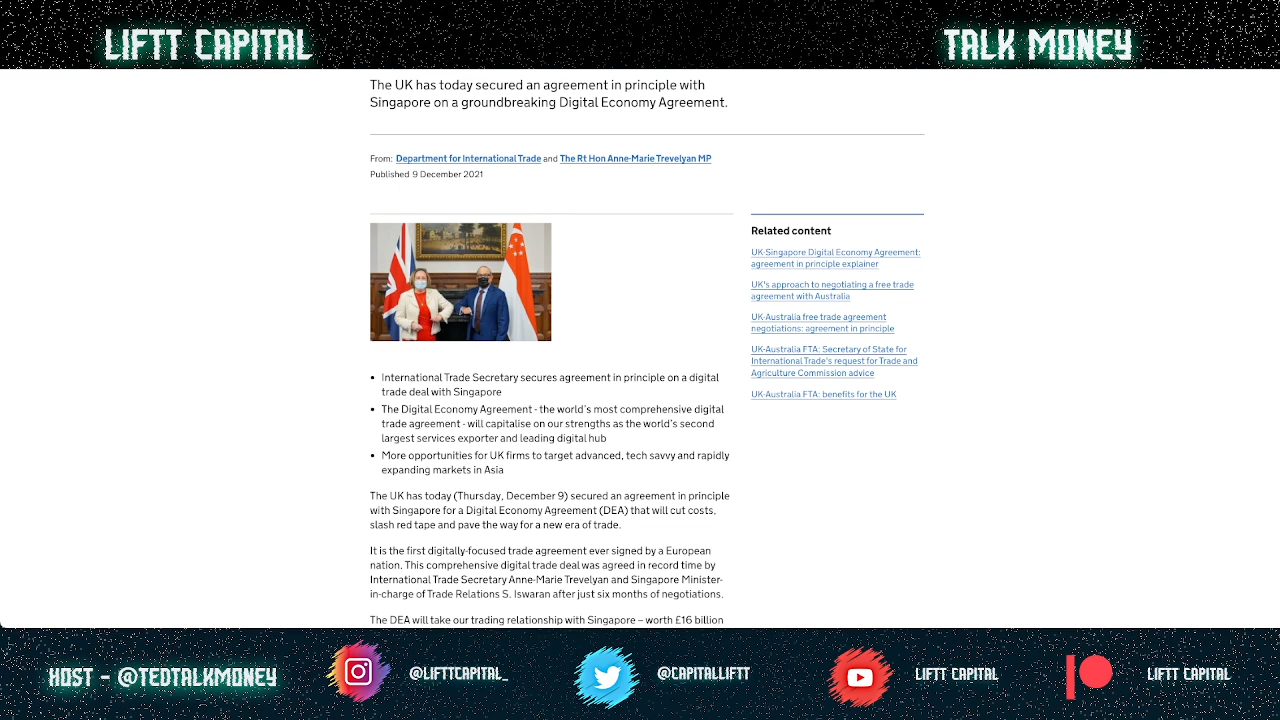 LIFTT CAPITAL
TALK MONEY
The UK has today secured an agreement in principle with
Singapore on a groundbreaking Digital Economy Agreement.
From: Department for International Trade and The Rt Hon Anne-Marie Trevelyan MP
Published 9 December 2021
International Trade Secretary secures agreement in principle on a digital
trade deal with Singapore
The Digital Economy Agreement - the world's most comprehensive digital
trade agreement - will capitalise on our strengths as the world's second
largest services exporter and leading digital hub
More opportunities for UK firms to target advanced, tech savvy and rapidly
expanding markets in Asia
The UK has today (Thursday, December 9) secured an agreement in principle
with Singapore for a Digital Economy Agreement (DEA) that will cut costs,
slash red tape and pave the way for a new era of trade.
It is the first digitally-focused trade agreement ever signed by a European
nation. This comprehensive digital trade deal was agreed in record time by
International Trade Secretary Anne-Marie Trevelyan and Singapore Minister-
in-charge of Trade Relations S. Iswaran after just six months of negotiations.
The DEA will take our trading relationship with Singapore – worth £16 billion
Related content
UK-Singapore Digital Economy Agreement:
agreement in principle explainer
UK's approach to negotiating a free trade
agreement with Australia
UK-Australia free trade agreement
negotiations: agreement in principle
UK-Australia FTA: Secretary of State for
International Trade's request for Trade and
Agriculture Commission advice
UK-Australia FTA: benefits for the UK
HOST - @TEDTALKMONEY
@LIFTTCAPITAL_
@CAPITALLIFTT
LIFTT CAPITAL
LIFTT CAPITAL